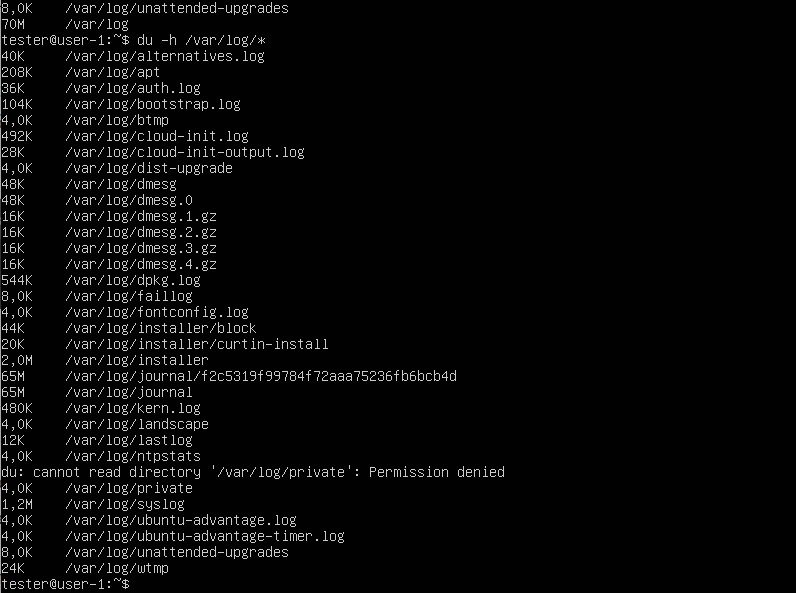 8,0K    /var/log/unattended-upgrades
70M     /var/log
tester@user-1:~$ du -h /var/log/*
40K     /var/log/alternatives.log
208K    /var/log/apt
36K     /var/log/auth.log
104K    /var/log/bootstrap.log
4,0K    /var/log/btmp
492K    /var/log/cloud-init.log
28K     /var/log/cloud-init-output.log
4,0K    /var/log/dist-upgrade
48K     /var/log/dmesg
48K     /var/log/dmesg.0
16K     /var/log/dmesg.1.gz
16K     /var/log/dmesg.2.gz
16K     /var/log/dmesg.3.gz
16K     /var/log/dmesg.4.gz
544K    /var/log/dpkg.log
8,0K    /var/log/faillog
4,0K    /var/log/fontconfig.log
44K     /var/log/installer/block
20K     /var/log/installer/curtin-install
2,0M    /var/log/installer
65M     /var/log/journal/f2c5319f99784f72aaa75236fb6bcb4d
65M     /var/log/journal
480K    /var/log/kern.log
4,0K    /var/log/landscape
12K     /var/log/lastlog
4,0K    /var/log/ntpstats
du: cannot read directory '/var/log/private': Permission denied
4,0K    /var/log/private
1,2M    /var/log/syslog
4,0K    /var/log/ubuntu-advantage.log
4,0K    /var/log/ubuntu-advantage-timer.log
8,0K    /var/log/unattended-upgrades
24K     /var/log/wtmp
tester@user-1:~$